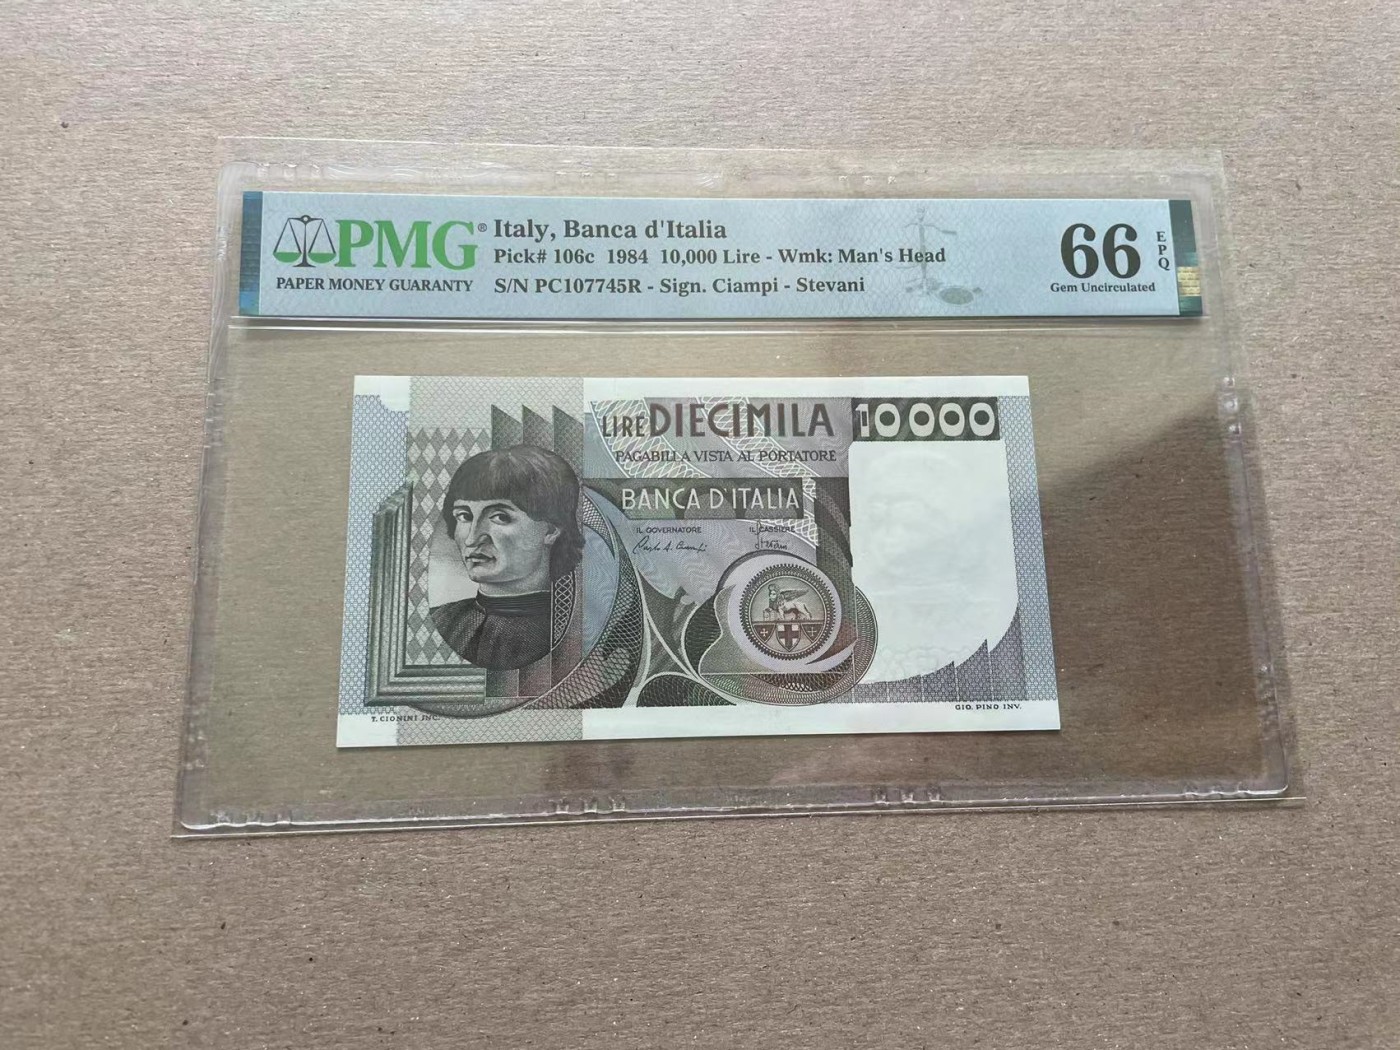 PMG®
PAPER MONEY GUARANTY
Italy, Banca d'Italia
Pick# 106c 1984 10,000 Lire - Wmk: Man's Head
S/N PC107745R - Sign. Ciampi - Stevani
66
EPQ
Gem Uncirculated
LIRE DIECIMILA
10000
PAGABILI A VISTA AL PORTATORE
BANCA D'ITALIA
IL GOVERNATORE
IL CASSIERE
T. CIONINI INC.
GIO. PINO INV.